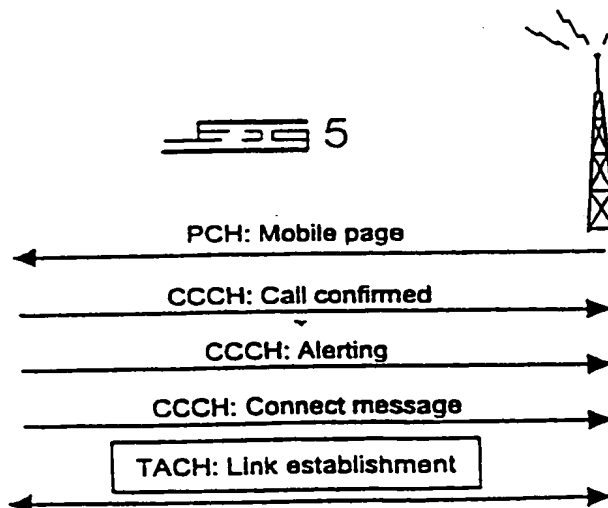 5
PCH: Mobile page
CCCH: Call confirmed
CCCH: Alerting
CCCH: Connect message
TACH: Link establishment